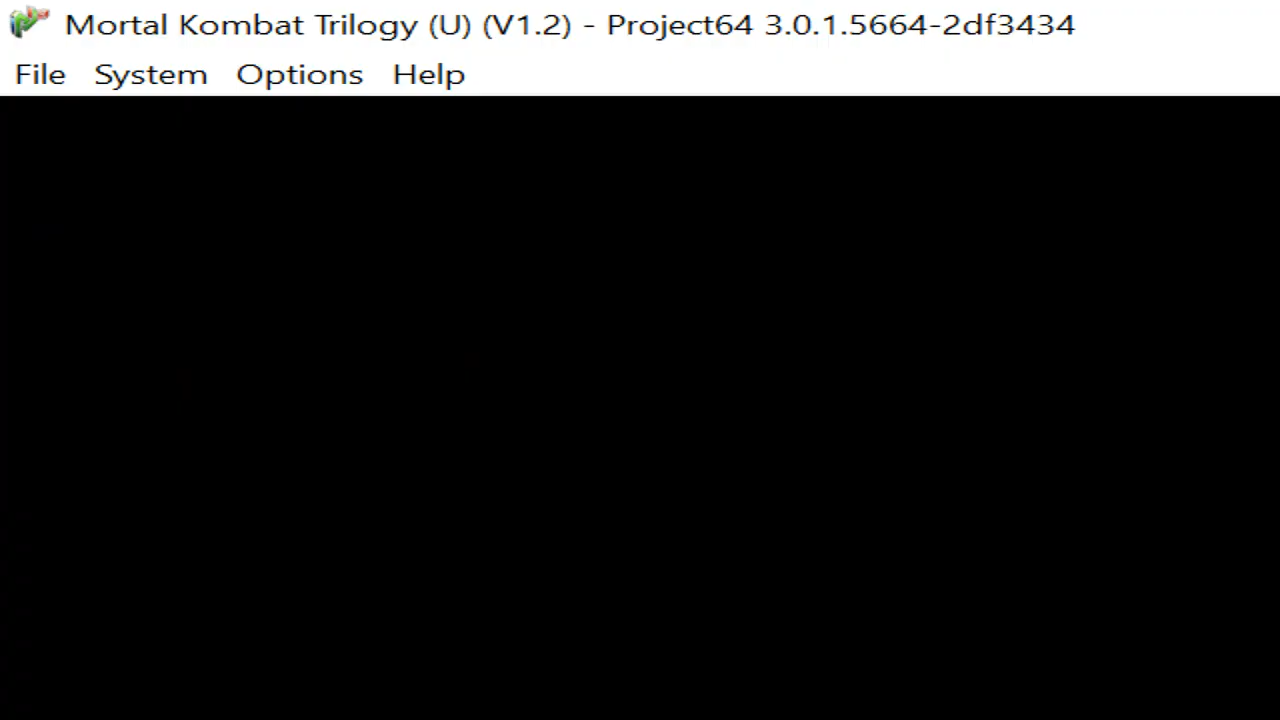 Mortal Kombat Trilogy (U) (V1.2) - Project64 3.0.1.5664-2df3434
File System Options Help